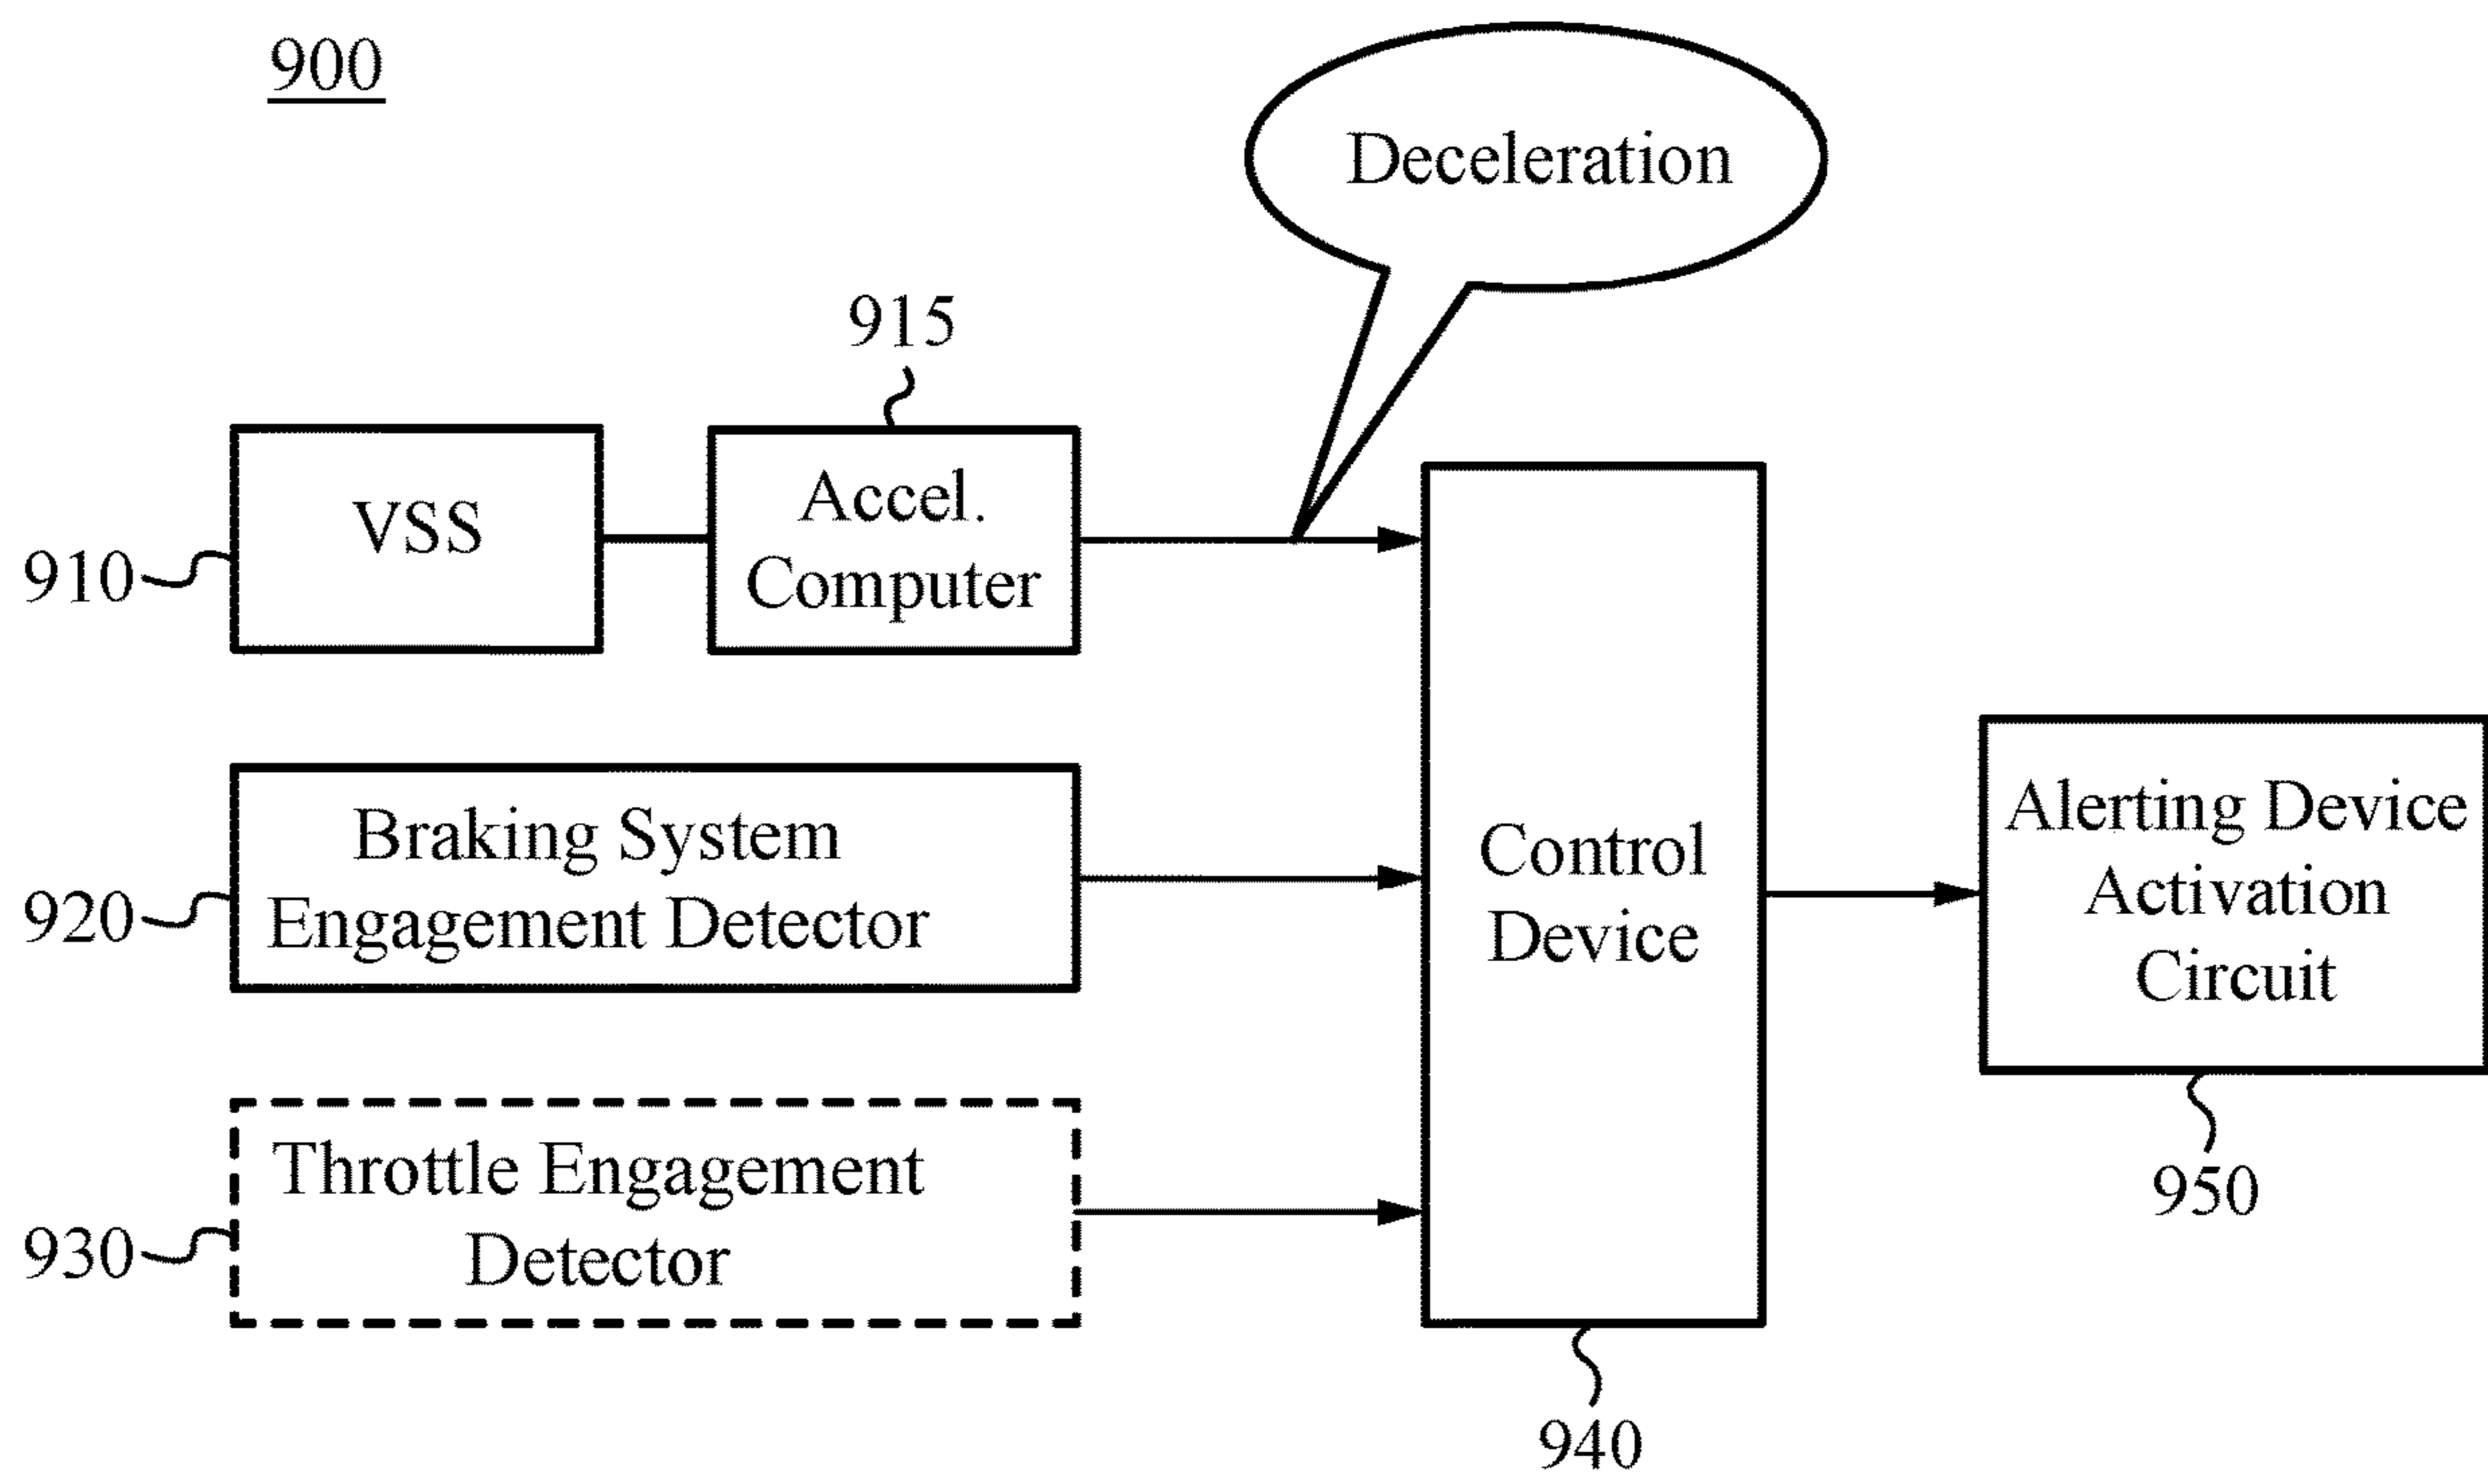 900
Deceleration
915
VSS
Accel.
Computer
910
Braking System
Engagement Detector
920
Control
Device
Alerting Device
Activation
Circuit
Throttle Engagement
Detector
930
950
940